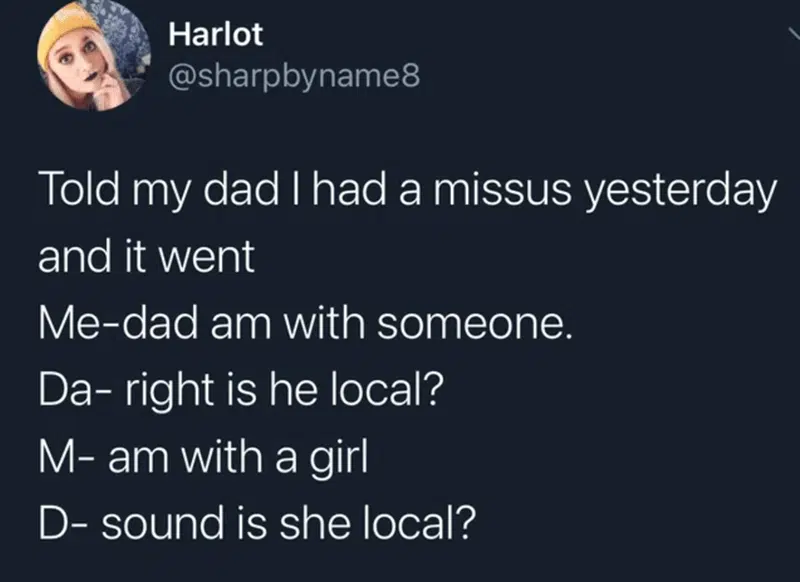 Harlot
@sharpbyname8
Told my dad I had a missus yesterday
and it went
Me-dad am with someone.
Da- right is he local?
M- am with a girl
D- sound is she local?